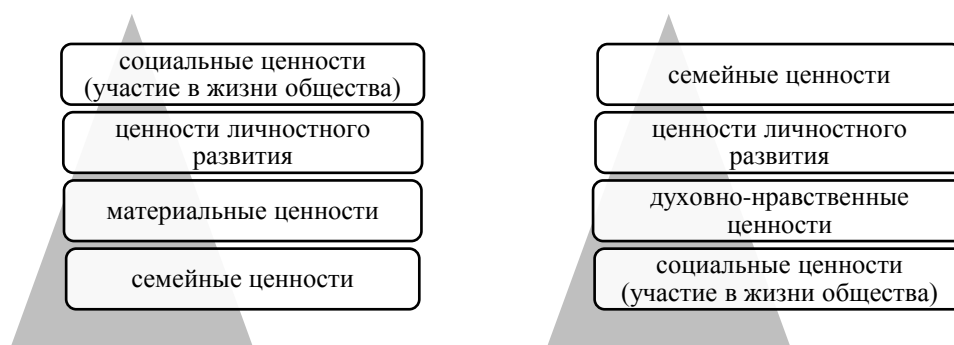 социальные ценности
(участие в жизни общества)
ценности личностного
развития
материальные ценности
семейные ценности
семейные ценности
ценности личностного
развития
духовно-нравственные
ценности
социальные ценности
(участие в жизни общества)